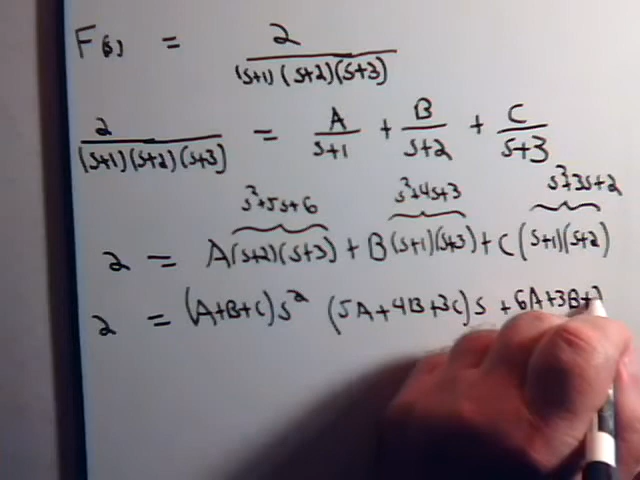 F(s) = 2/((s+1)(s+2)(s+3))
2/((s+1)(s+2)(s+3)) = A/(s+1) + B/(s+2) + C/(s+3)
s²+5s+6 s²+4s+3 s²+3s+2
2 = A(s+2)(s+3) + B(s+1)(s+3) + C(s+1)(s+2)
2 = (A+B+C)s² (5A+4B+3C)s + 6A+3B+